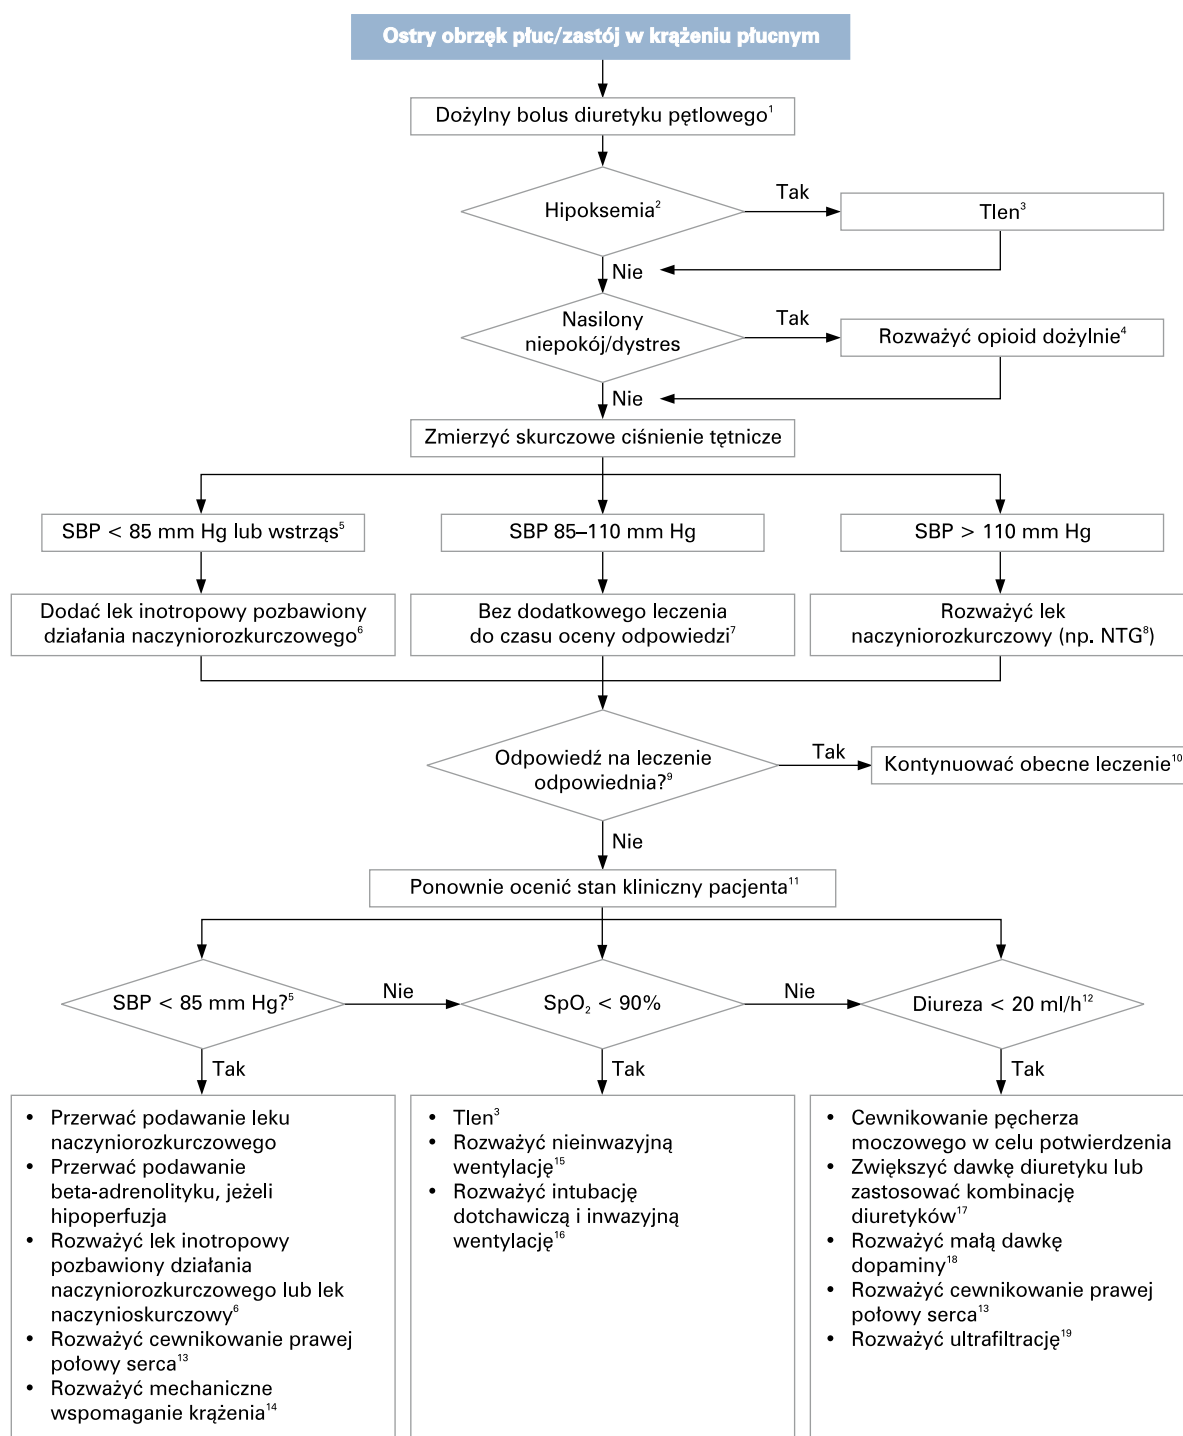 Ostry obrzęk płuc/zastój w krążeniu płucnym
Dożylny bolus diuretyku pętlowego¹
Hipoksemia²
Tak
Tlen³
Nie
Nasilony
niepokój/dystres
Tak
Rozważyć opioid dożylnie⁴
Nie
Zmierzyć skurczowe ciśnienie tętnicze
SBP < 85 mm Hg lub wstrząs⁵
SBP 85–110 mm Hg
SBP > 110 mm Hg
Dodać lek inotropowy pozbawiony
działania naczyniorozkurczowego⁶
Bez dodatkowego leczenia
do czasu oceny odpowiedzi⁷
Rozważyć lek
naczyniorozkurczowy (np. NTG⁸)
Odpowiedź na leczenie
odpowiednia?⁹
Tak
Kontynuować obecne leczenie¹⁰
Nie
Ponownie ocenić stan kliniczny pacjenta¹¹
SBP < 85 mm Hg?⁵
Nie
SpO₂ < 90%
Nie
Diureza < 20 ml/h¹²
Tak
Tak
Tak
• Przerwać podawanie leku
naczyniorozkurczowego
• Przerwać podawanie
beta-adrenolityku, jeżeli
hipoperfuzja
• Rozważyć lek inotropowy
pozbawiony działania
naczyniorozkurczowego lub lek
naczynioskurczowy⁶
• Rozważyć cewnikowanie prawej
połowy serca¹³
• Rozważyć mechaniczne
wspomaganie krążenia¹⁴
• Tlen³
• Rozważyć nieinwazyjną
wentylację¹⁵
• Rozważyć intubację
dotchawiczą i inwazyjną
wentylację¹⁶
• Cewnikowanie pęcherza
moczowego w celu potwierdzenia
• Zwiększyć dawkę diuretyku lub
zastosować kombinację
diuretyków¹⁷
• Rozważyć małą dawkę
dopaminy¹⁸
• Rozważyć cewnikowanie prawej
połowy serca¹³
• Rozważyć ultrafiltrację¹⁹